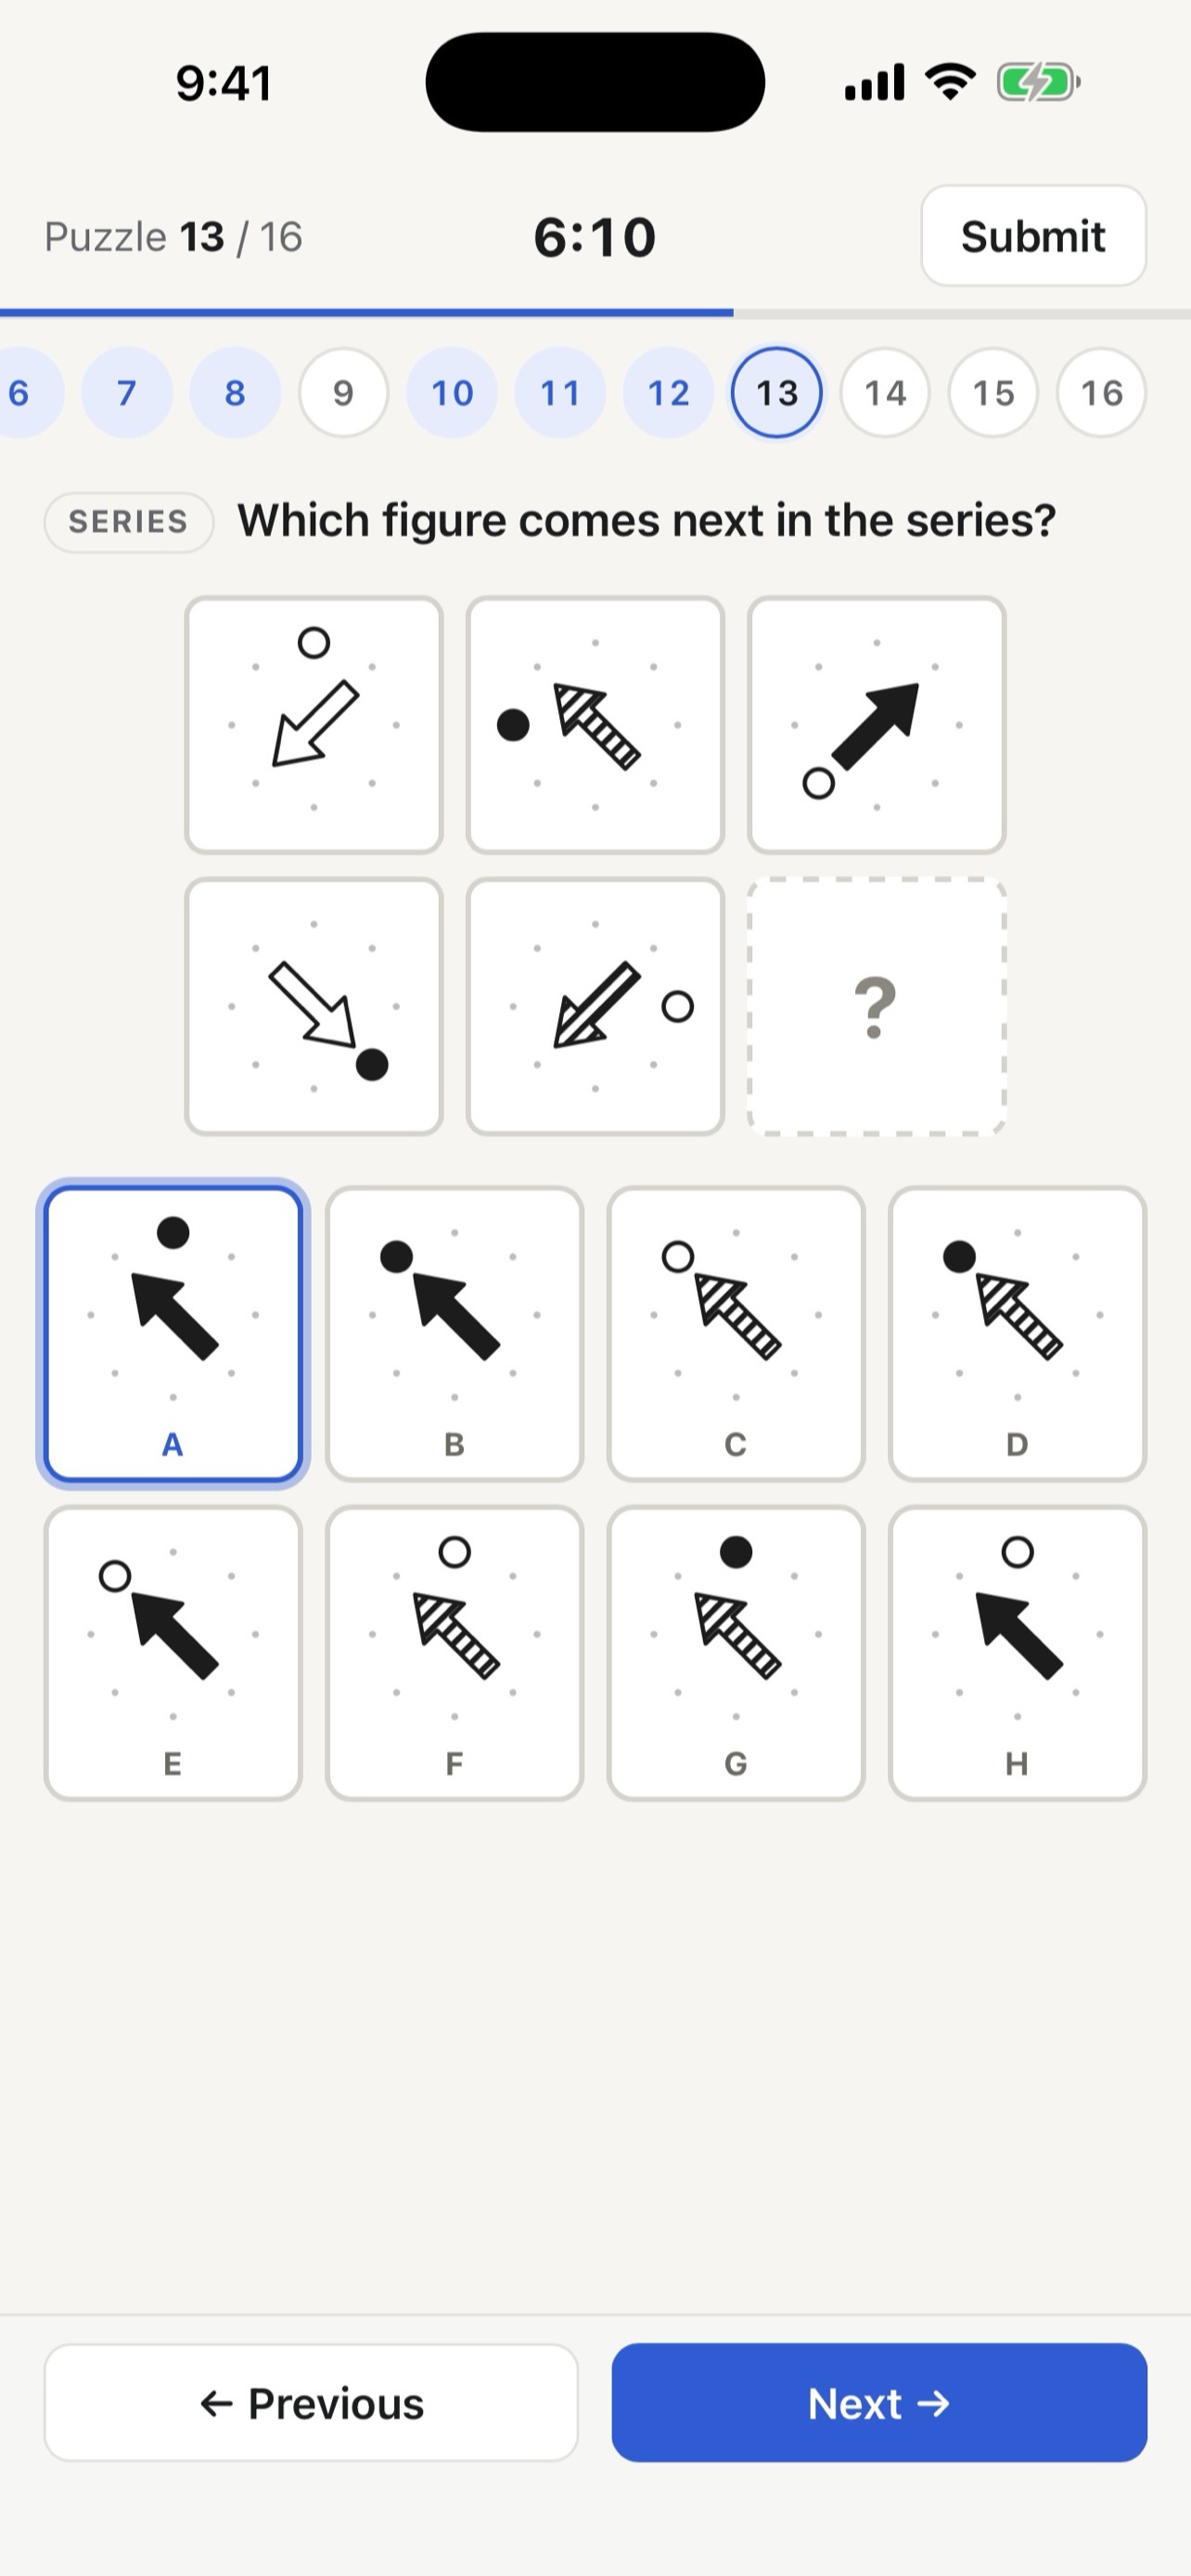 9:41
Puzzle 13 / 16
6:10
Submit
6 7 8 9 10 11 12 13 14 15 16
SERIES Which figure comes next in the series?
?
A B C D
E F G H
← Previous
Next →